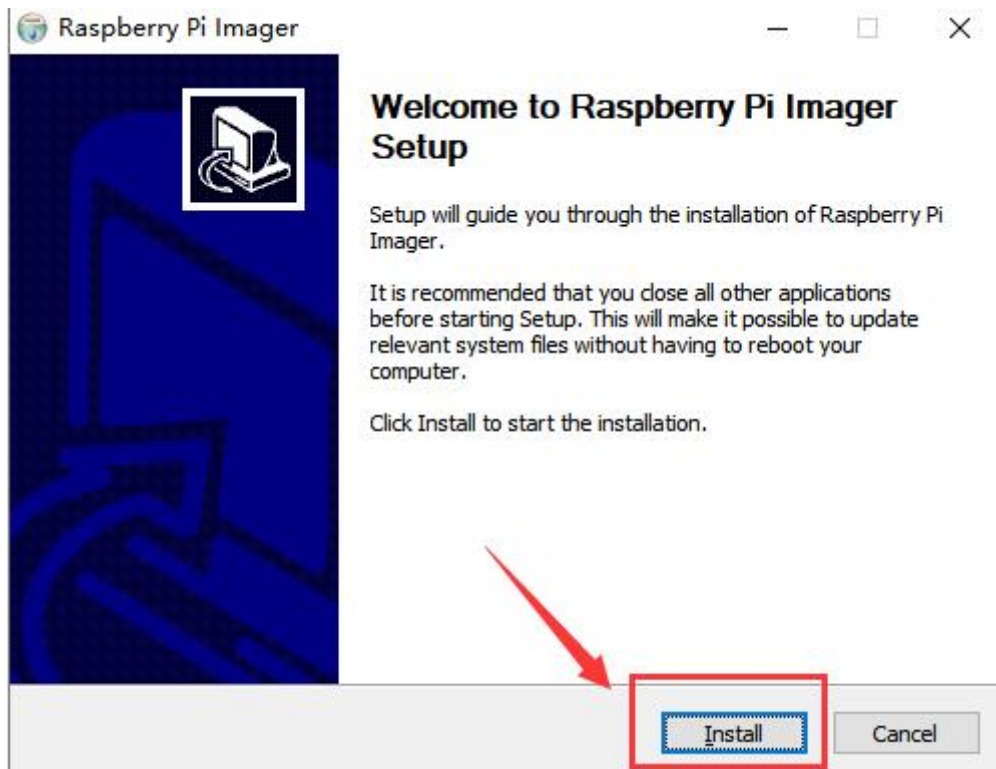 Raspberry Pi Imager
Welcome to Raspberry Pi Imager
Setup
Setup will guide you through the installation of Raspberry Pi
Imager.
It is recommended that you close all other applications
before starting Setup. This will make it possible to update
relevant system files without having to reboot your
computer.
Click Install to start the installation.
Install
Cancel